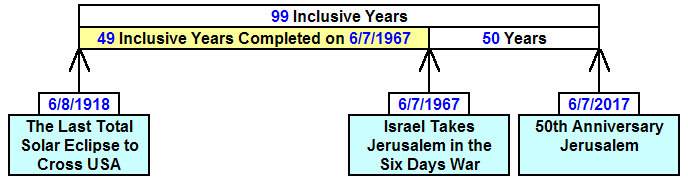 99 Inclusive Years
49 Inclusive Years Completed on 6/7/1967
50 Years
6/8/1918
The Last Total
Solar Eclipse to
Cross USA
6/7/1967
Israel Takes
Jerusalem in the
Six Days War
6/7/2017
50th Anniversary
Jerusalem